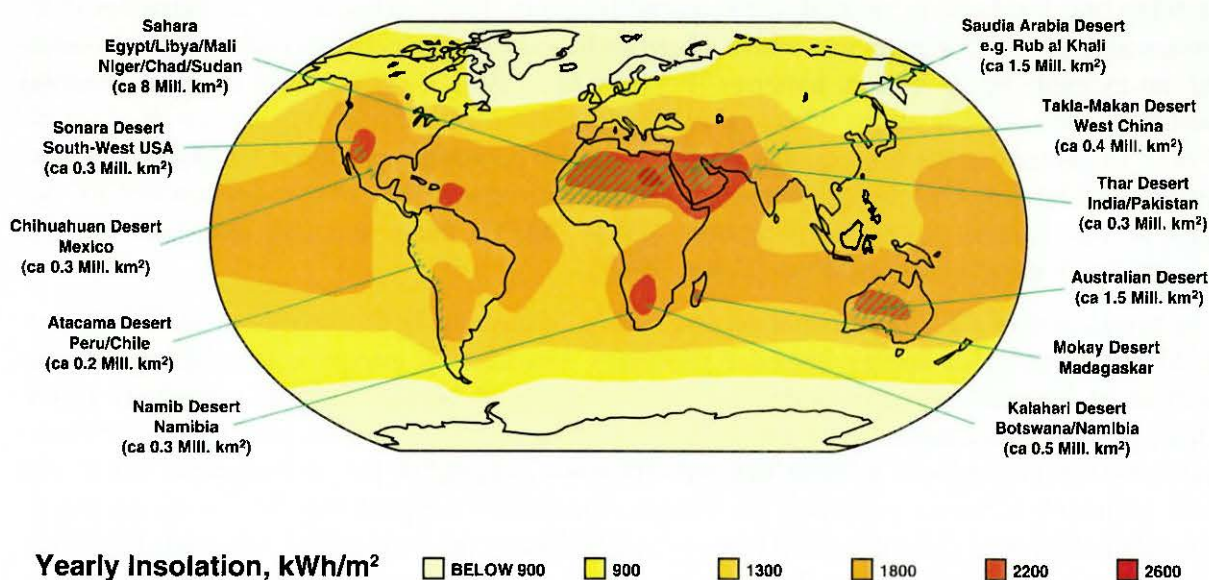 Sahara
Egypt/Libya/Mali
Niger/Chad/Sudan
(ca 8 Mill. km²)
Sonara Desert
South-West USA
(ca 0.3 Mill. km²)
Chihuahuan Desert
Mexico
(ca 0.3 Mill. km²)
Atacama Desert
Peru/Chile
(ca 0.2 Mill. km²)
Namib Desert
Namibia
(ca 0.3 Mill. km²)
Saudia Arabia Desert
e.g. Rub al Khali
(ca 1.5 Mill. km²)
Takla-Makan Desert
West China
(ca 0.4 Mill. km²)
Thar Desert
India/Pakistan
(ca 0.3 Mill. km²)
Australian Desert
(ca 1.5 Mill. km²)
Mokay Desert
Madagaskar
Kalahari Desert
Botswana/Namibia
(ca 0.5 Mill. km²)
Yearly Insolation, kWh/m² BELOW 900 900 1300 1800 2200 2600